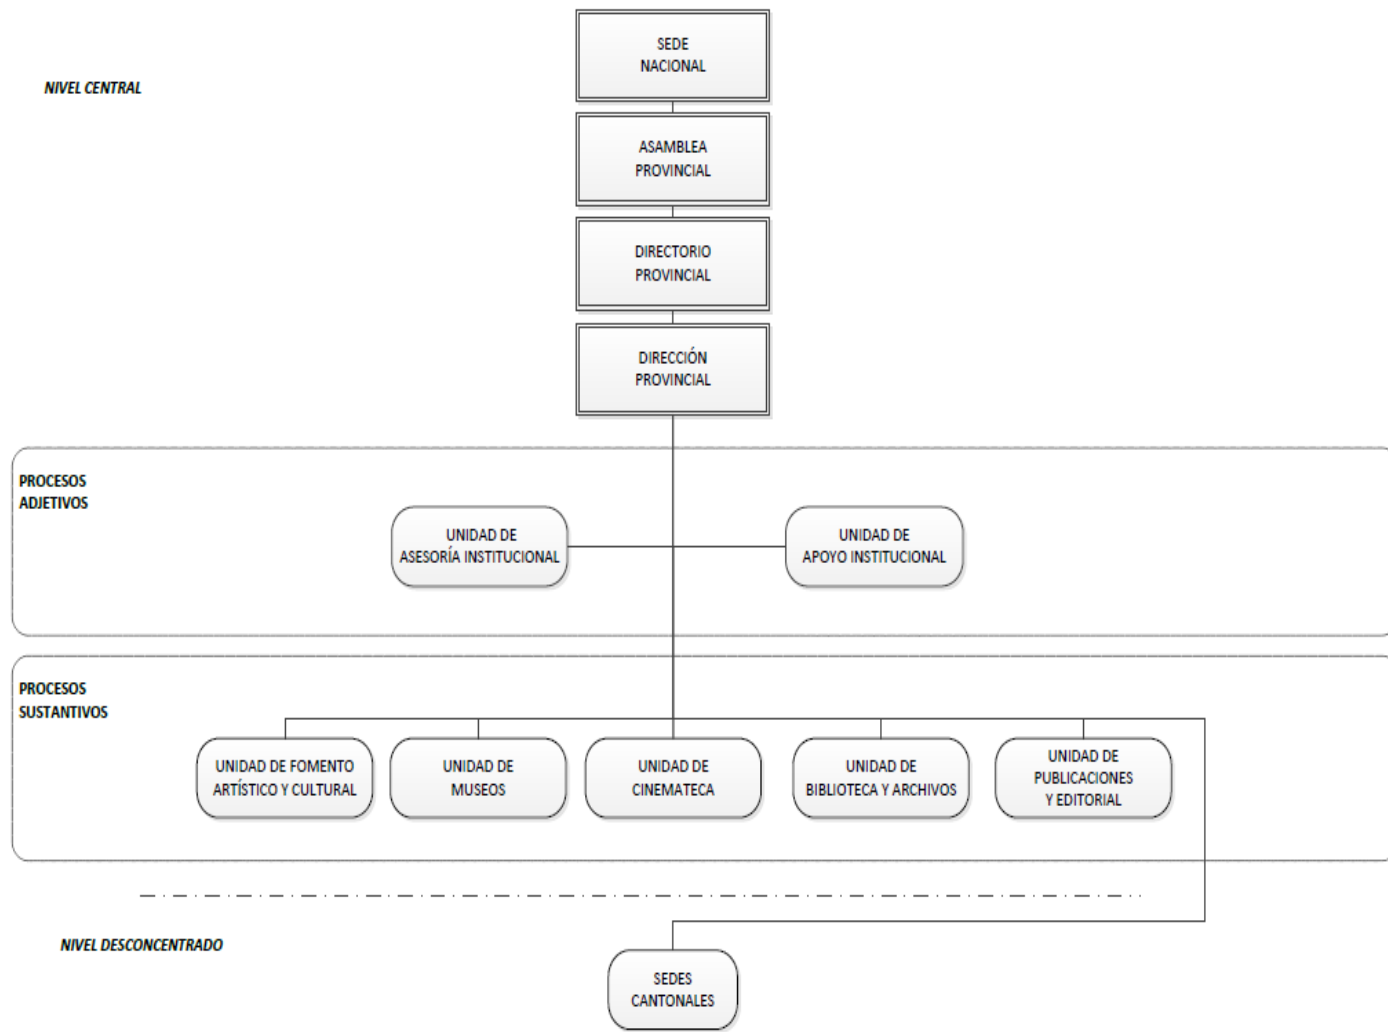 SEDE
NACIONAL
NIVEL CENTRAL
ASAMBLEA
PROVINCIAL
DIRECTORIO
PROVINCIAL
DIRECCIÓN
PROVINCIAL
PROCESOS
ADJETIVOS
UNIDAD DE
ASESORÍA INSTITUCIONAL
UNIDAD DE
APOYO INSTITUCIONAL
PROCESOS
SUSTANTIVOS
UNIDAD DE FOMENTO
ARTÍSTICO Y CULTURAL
UNIDAD DE
MUSEOS
UNIDAD DE
CINEMATECA
UNIDAD DE
BIBLIOTECA Y ARCHIVOS
UNIDAD DE
PUBLICACIONES
Y EDITORIAL
NIVEL DESCONCENTRADO
SEDES
CANTONALES